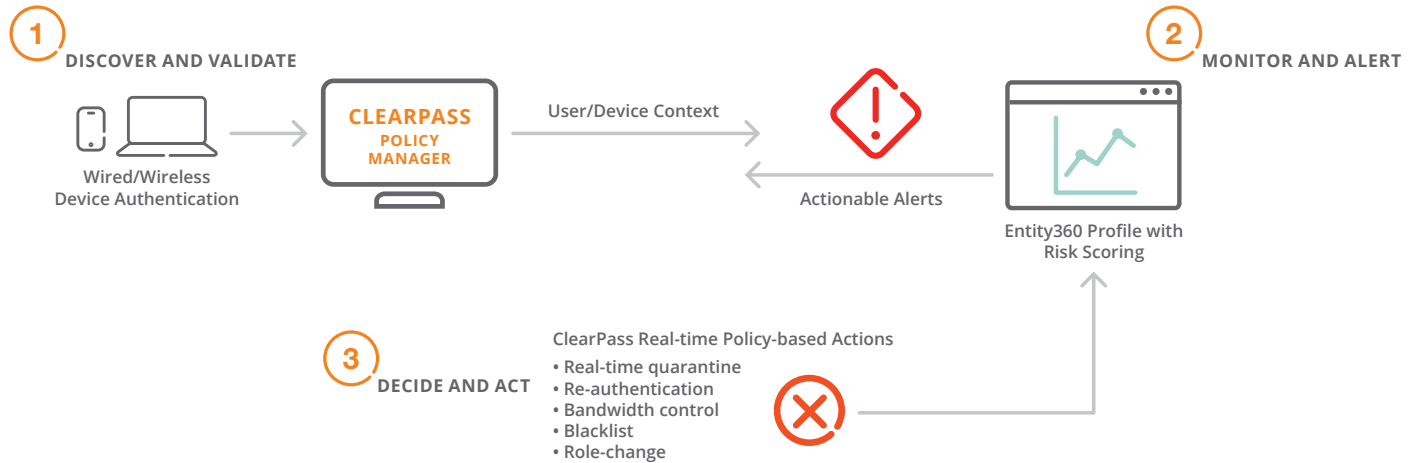 1
DISCOVER AND VALIDATE
Wired/Wireless
Device Authentication
CLEARPASS
POLICY
MANAGER
User/Device Context
Actionable Alerts
2
MONITOR AND ALERT
Entity360 Profile with
Risk Scoring
3
DECIDE AND ACT
ClearPass Real-time Policy-based Actions
• Real-time quarantine
• Re-authentication
• Bandwidth control
• Blacklist
• Role-change